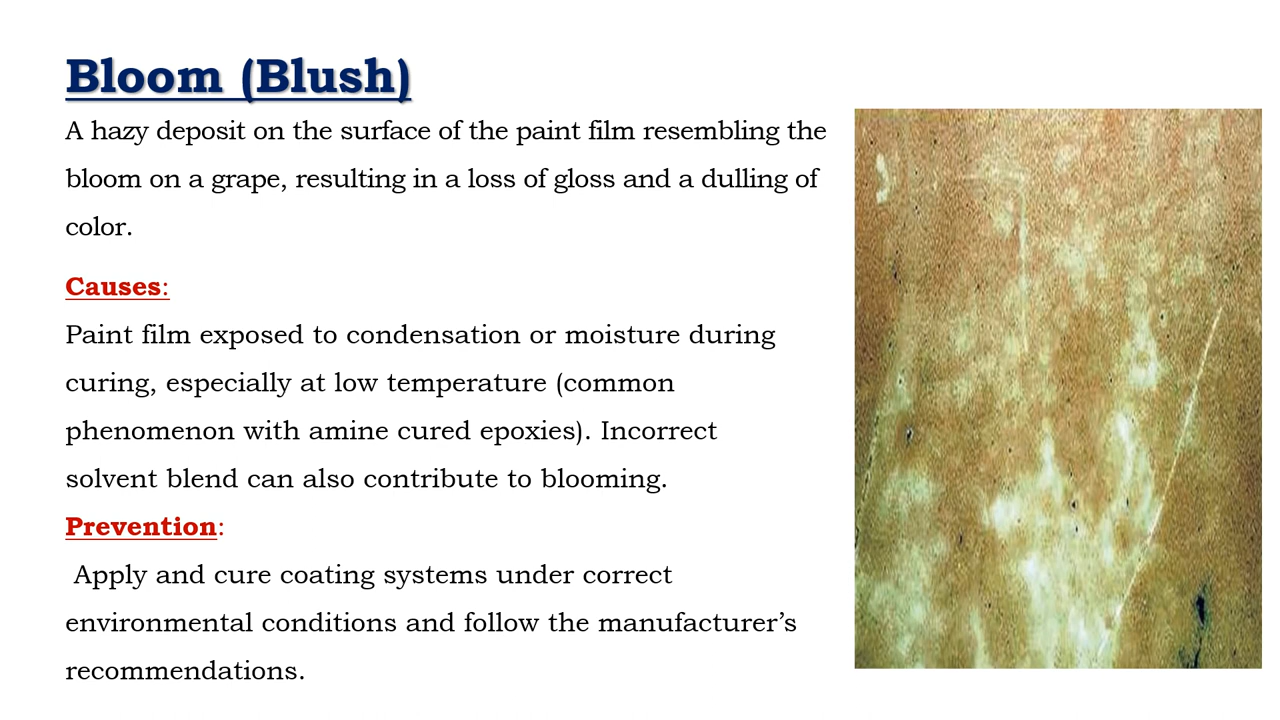 Bloom (Blush)
A hazy deposit on the surface of the paint film resembling the
bloom on a grape, resulting in a loss of gloss and a dulling of
color.
Causes:
Paint film exposed to condensation or moisture during
curing, especially at low temperature (common
phenomenon with amine cured epoxies). Incorrect
solvent blend can also contribute to blooming.
Prevention:
Apply and cure coating systems under correct
environmental conditions and follow the manufacturer’s
recommendations.